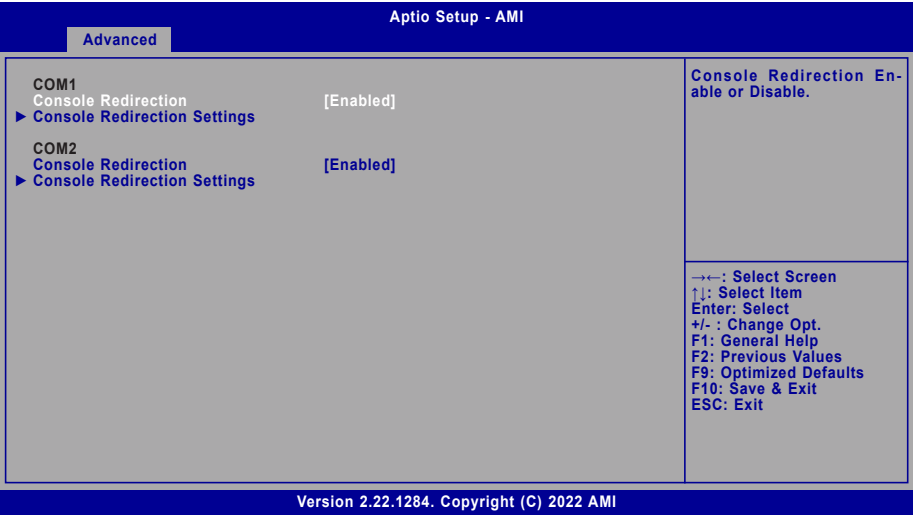 Aptio Setup - AMI
Advanced
COM1
Console Redirection [Enabled]
► Console Redirection Settings
COM2
Console Redirection [Enabled]
► Console Redirection Settings
Console Redirection En-
able or Disable.
→←: Select Screen
↑↓: Select Item
Enter: Select
+/- : Change Opt.
F1: General Help
F2: Previous Values
F9: Optimized Defaults
F10: Save & Exit
ESC: Exit
Version 2.22.1284. Copyright (C) 2022 AMI